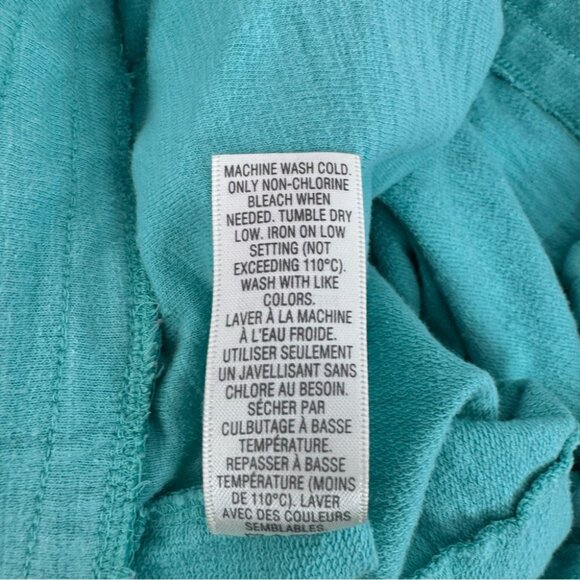 MACHINE WASH COLD.
ONLY NON-CHLORINE
BLEACH WHEN
NEEDED. TUMBLE DRY
LOW. IRON ON LOW
SETTING (NOT
EXCEEDING 110°C).
WASH WITH LIKE
COLORS.
LAVER À LA MACHINE
À L'EAU FROIDE.
UTILISER SEULEMENT
UN JAVELLISANT SANS
CHLORE AU BESOIN.
SÉCHER PAR
CULBUTAGE À BASSE
TEMPÉRATURE.
REPASSER À BASSE
TEMPÉRATURE (MOINS
DE 110°C). LAVER
AVEC DES COULEURS
SEMBLABLES